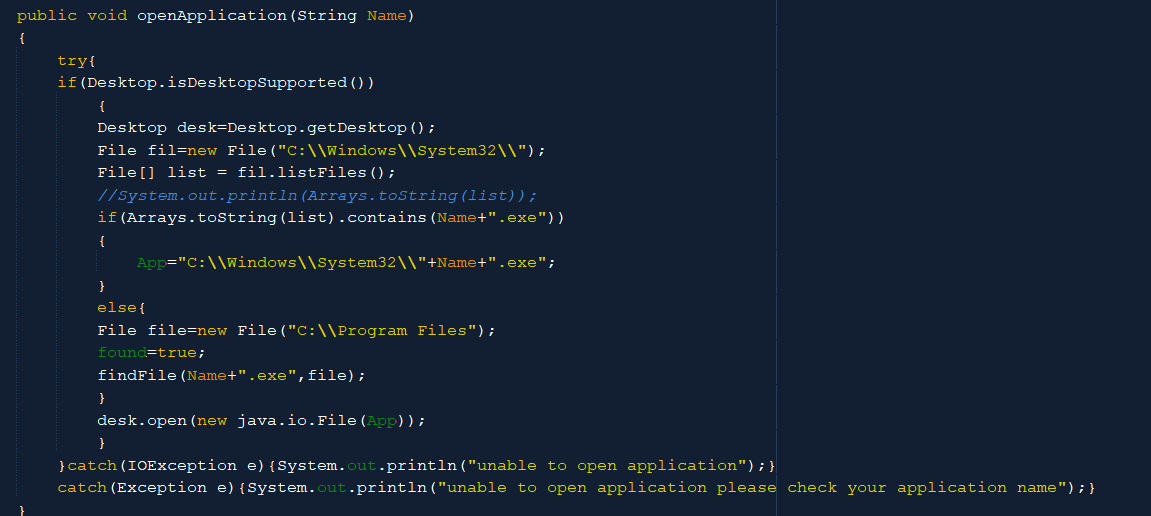 public void openApplication(String Name)
{
    try{
    if(Desktop.isDesktopSupported())
        {
        Desktop desk=Desktop.getDesktop();
        File fil=new File("C:\\Windows\\System32\\");
        File[] list = fil.listFiles();
        //System.out.println(Arrays.toString(list));
        if(Arrays.toString(list).contains(Name+".exe"))
        {
            App="C:\\Windows\\System32\\"+Name+".exe";
        }
        else{
        File file=new File("C:\\Program Files");
        found=true;
        findFile(Name+".exe",file);
        }
        desk.open(new java.io.File(App));
        }
    }catch(IOException e){System.out.println("unable to open application");}
    catch(Exception e){System.out.println("unable to open application please check your application name");}
}